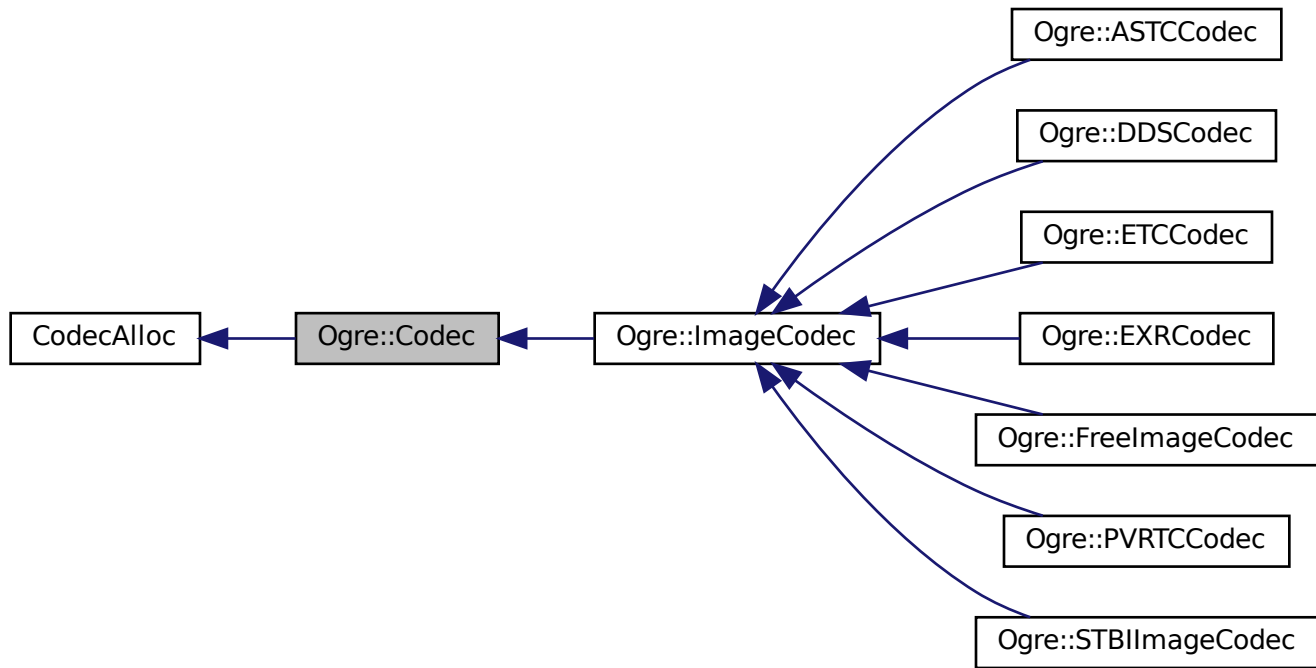 CodecAlloc
Ogre::Codec
Ogre::ImageCodec
Ogre::ASTCCodec
Ogre::DDSCodec
Ogre::ETCCodec
Ogre::EXRCodec
Ogre::FreeImageCodec
Ogre::PVRTCCodec
Ogre::STBIImageCodec